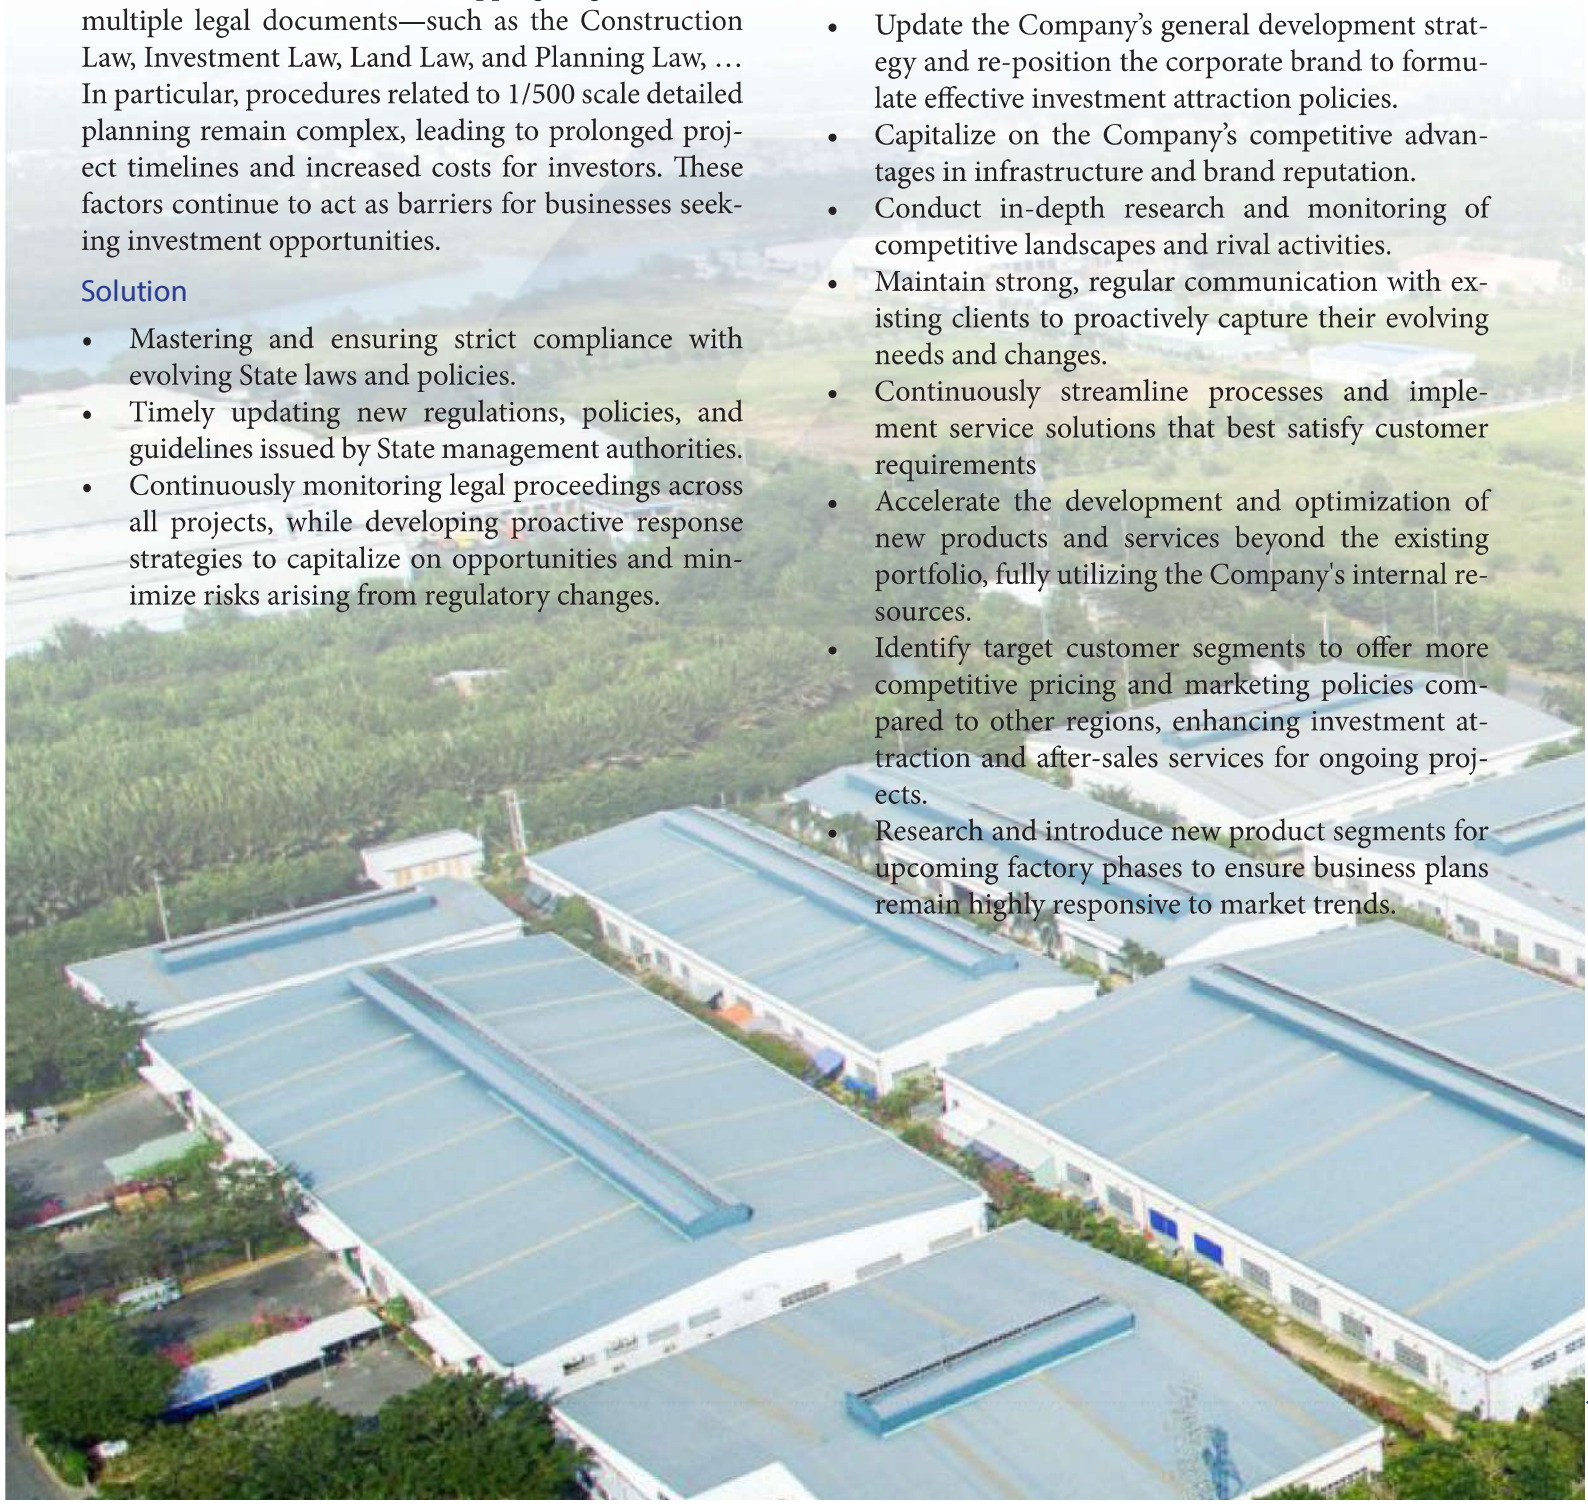 multiple legal documents—such as the Construction
Law, Investment Law, Land Law, and Planning Law, …
In particular, procedures related to 1/500 scale detailed
planning remain complex, leading to prolonged proj-
ect timelines and increased costs for investors. These
factors continue to act as barriers for businesses seek-
ing investment opportunities.
Solution
• Mastering and ensuring strict compliance with
evolving State laws and policies.
• Timely updating new regulations, policies, and
guidelines issued by State management authorities.
• Continuously monitoring legal proceedings across
all projects, while developing proactive response
strategies to capitalize on opportunities and min-
imize risks arising from regulatory changes.
• Update the Company’s general development strat-
egy and re-position the corporate brand to formu-
late effective investment attraction policies.
• Capitalize on the Company’s competitive advan-
tages in infrastructure and brand reputation.
• Conduct in-depth research and monitoring of
competitive landscapes and rival activities.
• Maintain strong, regular communication with ex-
isting clients to proactively capture their evolving
needs and changes.
• Continuously streamline processes and imple-
ment service solutions that best satisfy customer
requirements
• Accelerate the development and optimization of
new products and services beyond the existing
portfolio, fully utilizing the Company's internal re-
sources.
• Identify target customer segments to offer more
competitive pricing and marketing policies com-
pared to other regions, enhancing investment at-
traction and after-sales services for ongoing proj-
ects.
• Research and introduce new product segments for
upcoming factory phases to ensure business plans
remain highly responsive to market trends.